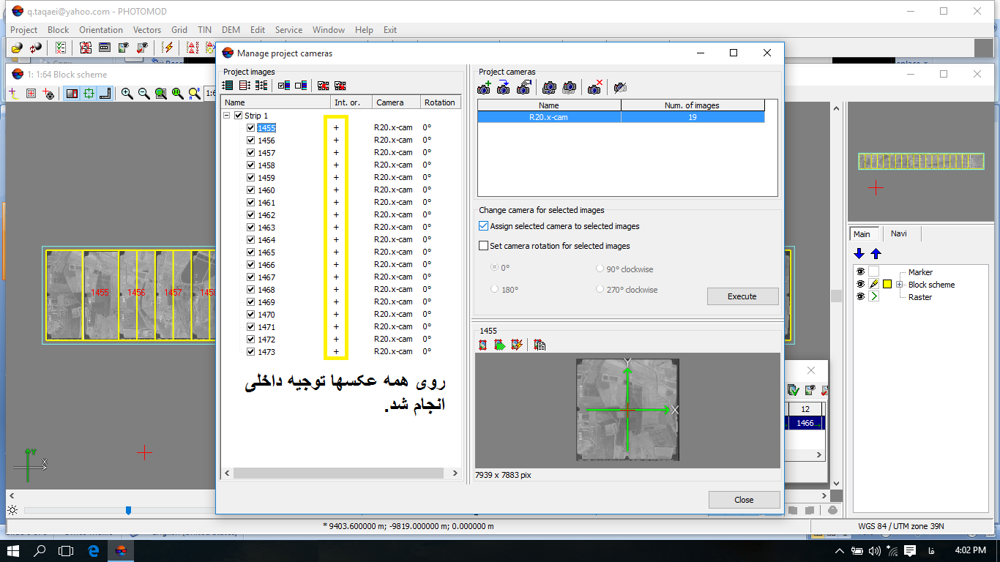 q.taqaei@yahoo.com - PHOTOMOD
Project Block Orientation Vectors Grid TIN DEM Edit Service Window Help Exit
1: 1:64 Block scheme
Manage project cameras
Project images
Name Int. or. Camera Rotation
Strip 1
1455 + R20.x-cam 0°
1456 + R20.x-cam 0°
1457 + R20.x-cam 0°
1458 + R20.x-cam 0°
1459 + R20.x-cam 0°
1460 + R20.x-cam 0°
1461 + R20.x-cam 0°
1462 + R20.x-cam 0°
1463 + R20.x-cam 0°
1464 + R20.x-cam 0°
1465 + R20.x-cam 0°
1466 + R20.x-cam 0°
1467 + R20.x-cam 0°
1468 + R20.x-cam 0°
1469 + R20.x-cam 0°
1470 + R20.x-cam 0°
1471 + R20.x-cam 0°
1472 + R20.x-cam 0°
1473 + R20.x-cam 0°
روی همه عکسها توجیه داخلی
انجام شد.
Project cameras
Name Num. of images
R20.x-cam 19
Change camera for selected images
Assign selected camera to selected images
Set camera rotation for selected images
0° 90° clockwise
180° 270° clockwise
Execute
1455
Y
X
7939 x 7883 pix
Close
1455 1456 1457
Y
X
Main Navi
Marker
Block scheme
Raster
12
1466
* 9403.600000 m; -9819.000000 m; 0.000000 m
WGS 84 / UTM zone 39N
فا
4:02 PM